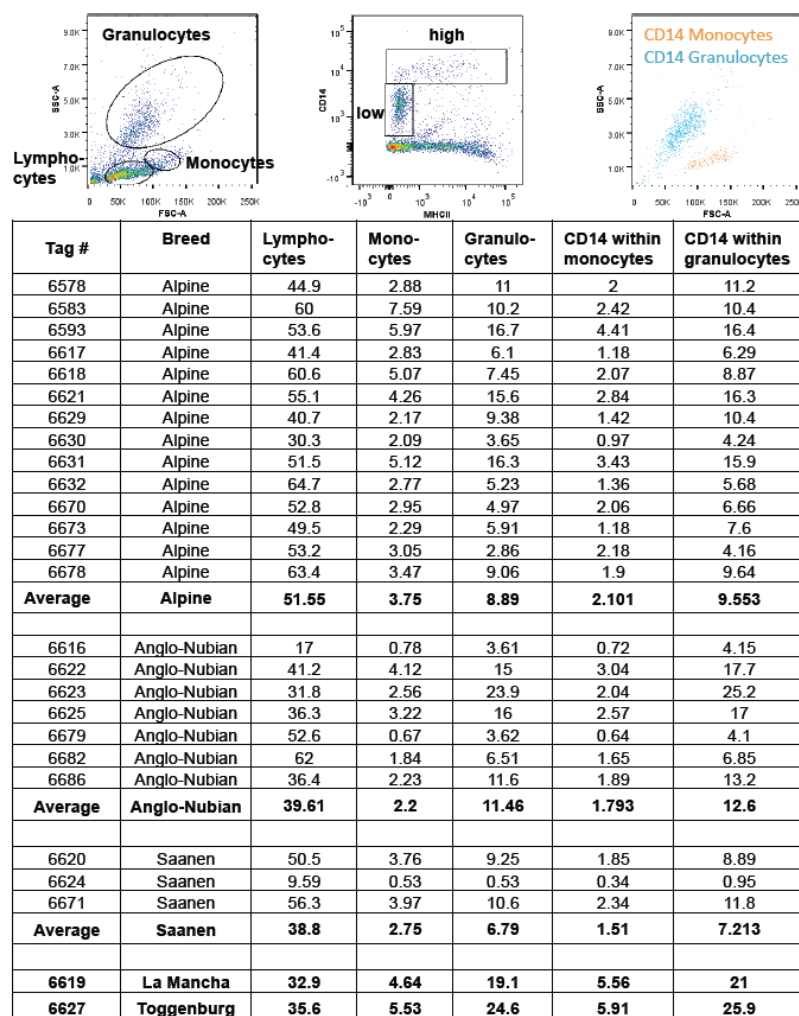 Granulocytes
Lympho-
cytes
Monocytes
9.0K
7.0K
5.0K
3.0K
1.0K
SSC-A
0 50K 100K 150K 200K 250K
FSC-A
high
low
10^5
10^4
10^3
0
-10^3
CD14
-10^3 0 10^3 10^4 10^5
MHCII
CD14 Monocytes
CD14 Granulocytes
9.0K
7.0K
5.0K
3.0K
1.0K
SSC-A
0 50K 100K 150K 200K 250K
FSC-A
Tag # Breed Lympho-cytes Mono-cytes Granulo-cytes CD14 within monocytes CD14 within granulocytes
6578 Alpine 44.9 2.88 11 2 11.2
6583 Alpine 60 7.59 10.2 2.42 10.4
6593 Alpine 53.6 5.97 16.7 4.41 16.4
6617 Alpine 41.4 2.83 6.1 1.18 6.29
6618 Alpine 60.6 5.07 7.45 2.07 8.87
6621 Alpine 55.1 4.26 15.6 2.84 16.3
6629 Alpine 40.7 2.17 9.38 1.42 10.4
6630 Alpine 30.3 2.09 3.65 0.97 4.24
6631 Alpine 51.5 5.12 16.3 3.43 15.9
6632 Alpine 64.7 2.77 5.23 1.36 5.68
6670 Alpine 52.8 2.95 4.97 2.06 6.66
6673 Alpine 49.5 2.29 5.91 1.18 7.6
6677 Alpine 53.2 3.05 2.86 2.18 4.16
6678 Alpine 63.4 3.47 9.06 1.9 9.64
Average Alpine 51.55 3.75 8.89 2.101 9.553
6616 Anglo-Nubian 17 0.78 3.61 0.72 4.15
6622 Anglo-Nubian 41.2 4.12 15 3.04 17.7
6623 Anglo-Nubian 31.8 2.56 23.9 2.04 25.2
6625 Anglo-Nubian 36.3 3.22 16 2.57 17
6679 Anglo-Nubian 52.6 0.67 3.62 0.64 4.1
6682 Anglo-Nubian 62 1.84 6.51 1.65 6.85
6686 Anglo-Nubian 36.4 2.23 11.6 1.89 13.2
Average Anglo-Nubian 39.61 2.2 11.46 1.793 12.6
6620 Saanen 50.5 3.76 9.25 1.85 8.89
6624 Saanen 9.59 0.53 0.53 0.34 0.95
6671 Saanen 56.3 3.97 10.6 2.34 11.8
Average Saanen 38.8 2.75 6.79 1.51 7.213
6619 La Mancha 32.9 4.64 19.1 5.56 21
6627 Toggenburg 35.6 5.53 24.6 5.91 25.9